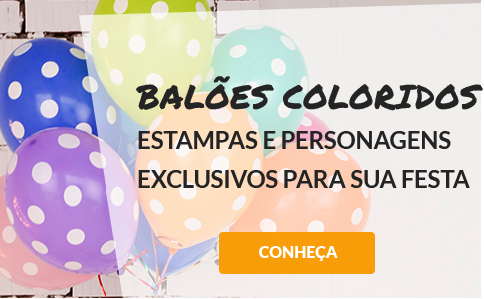 BALÕES COLORIDOS
ESTAMPAS E PERSONAGENS
EXCLUSIVOS PARA SUA FESTA
CONHEÇA